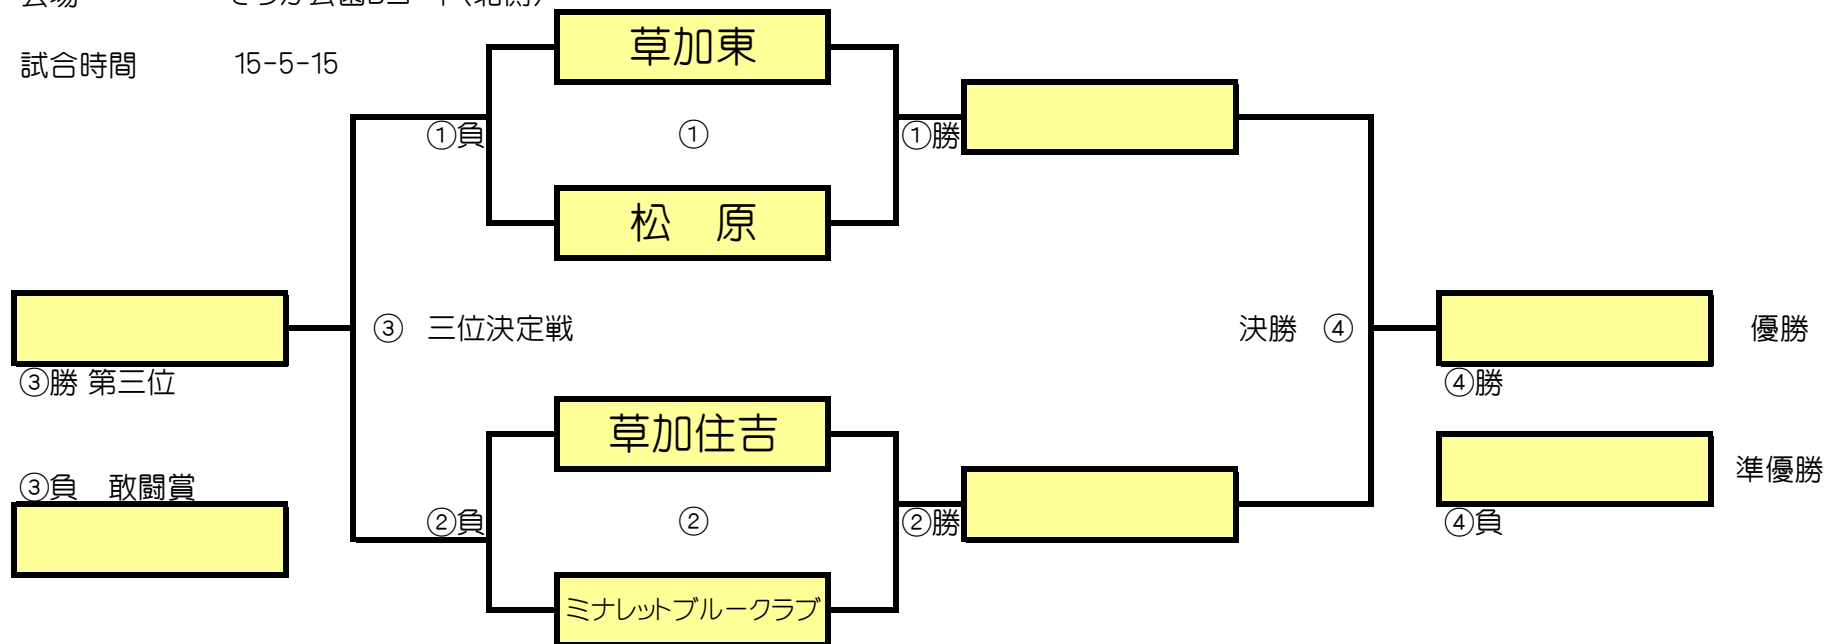 試合時間 15-5-15
草加東
①負 ① ①勝
松　原
③ 三位決定戦
決勝 ④
優勝
③勝 第三位
④勝
草加住吉
準優勝
③負　敢闘賞
②負 ② ②勝
④負
ミナレットブルークラブ